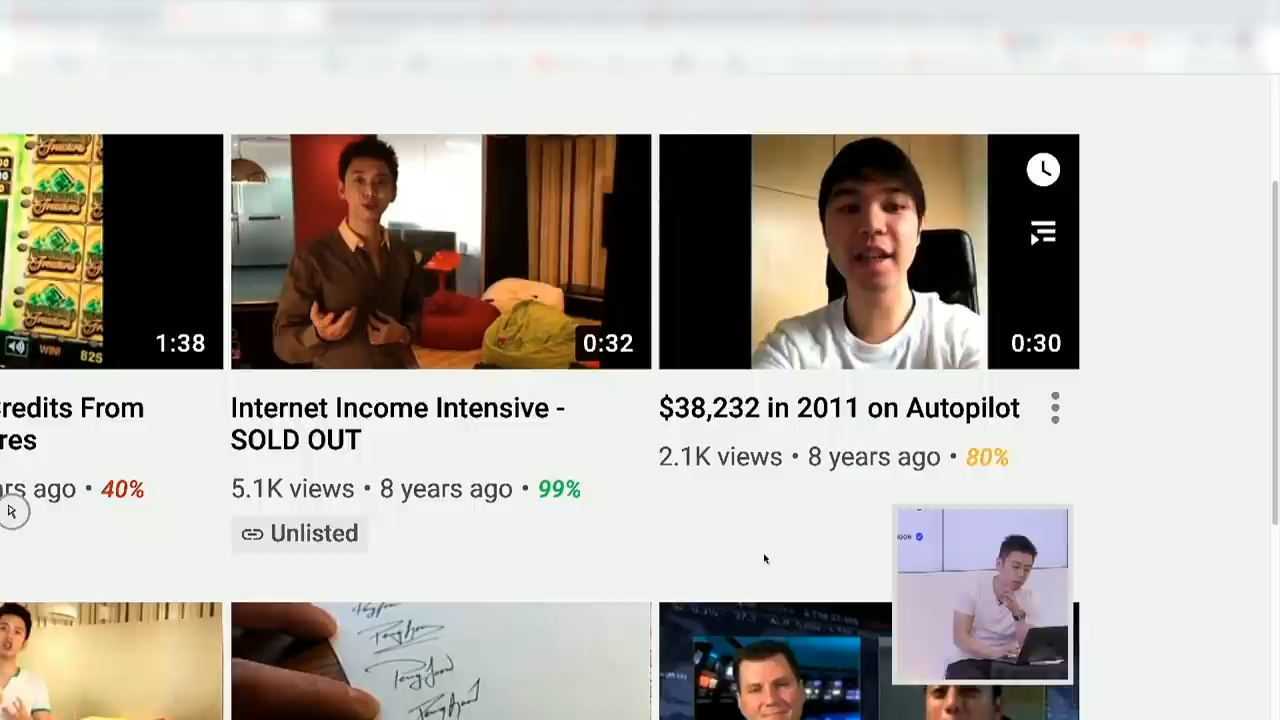 WIN!
825
1:38
0:32
0:30
redits From
res
Internet Income Intensive -
SOLD OUT
$38,232 in 2011 on Autopilot
rs ago • 40%
5.1K views • 8 years ago • 99%
2.1K views • 8 years ago • 80%
Unlisted